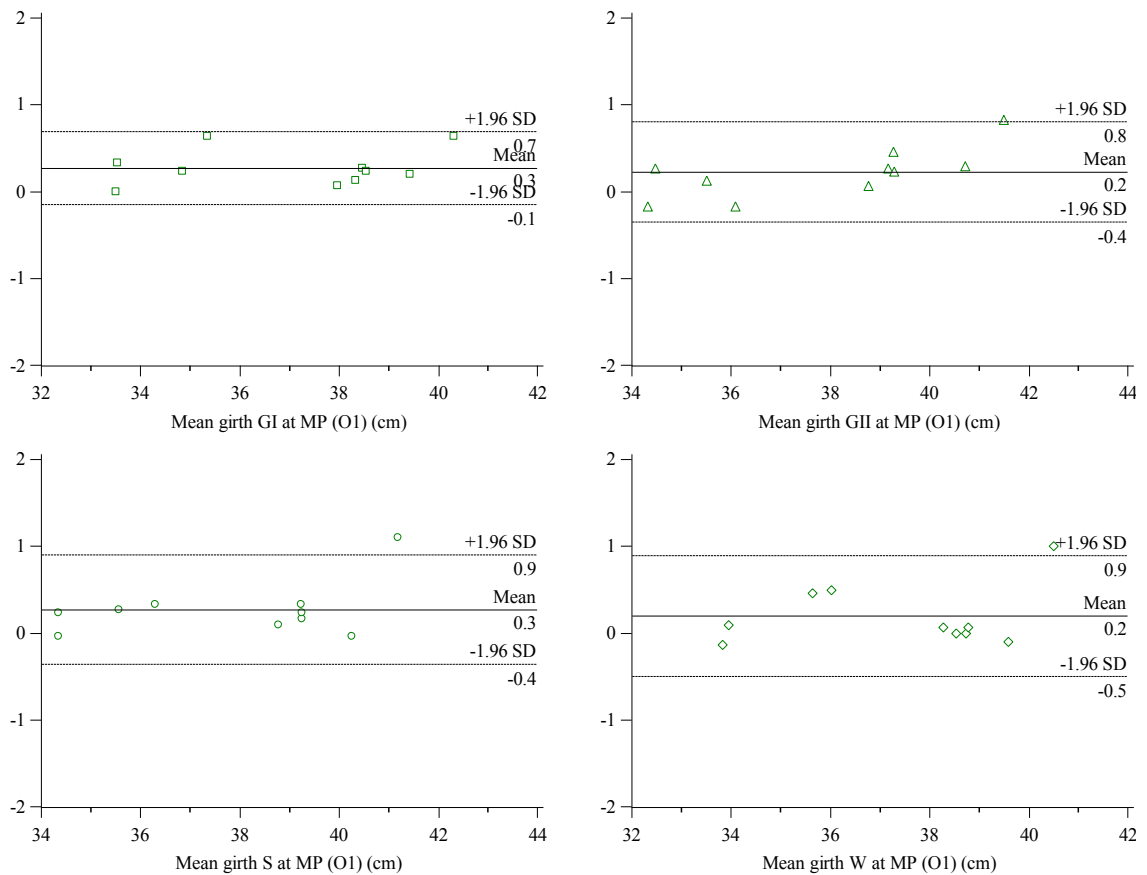 2
1
0
-1
-2
+1.96 SD
0.7
Mean
0.3
-1.96 SD
-0.1
32 34 36 38 40 42
Mean girth GI at MP (O1) (cm)
2
1
0
-1
-2
+1.96 SD
0.8
Mean
0.2
-1.96 SD
-0.4
34 36 38 40 42 44
Mean girth GII at MP (O1) (cm)
2
1
0
-1
-2
+1.96 SD
0.9
Mean
0.3
-1.96 SD
-0.4
34 36 38 40 42 44
Mean girth S at MP (O1) (cm)
2
1
0
-1
-2
+1.96 SD
0.9
Mean
0.2
-1.96 SD
-0.5
32 34 36 38 40 42
Mean girth W at MP (O1) (cm)